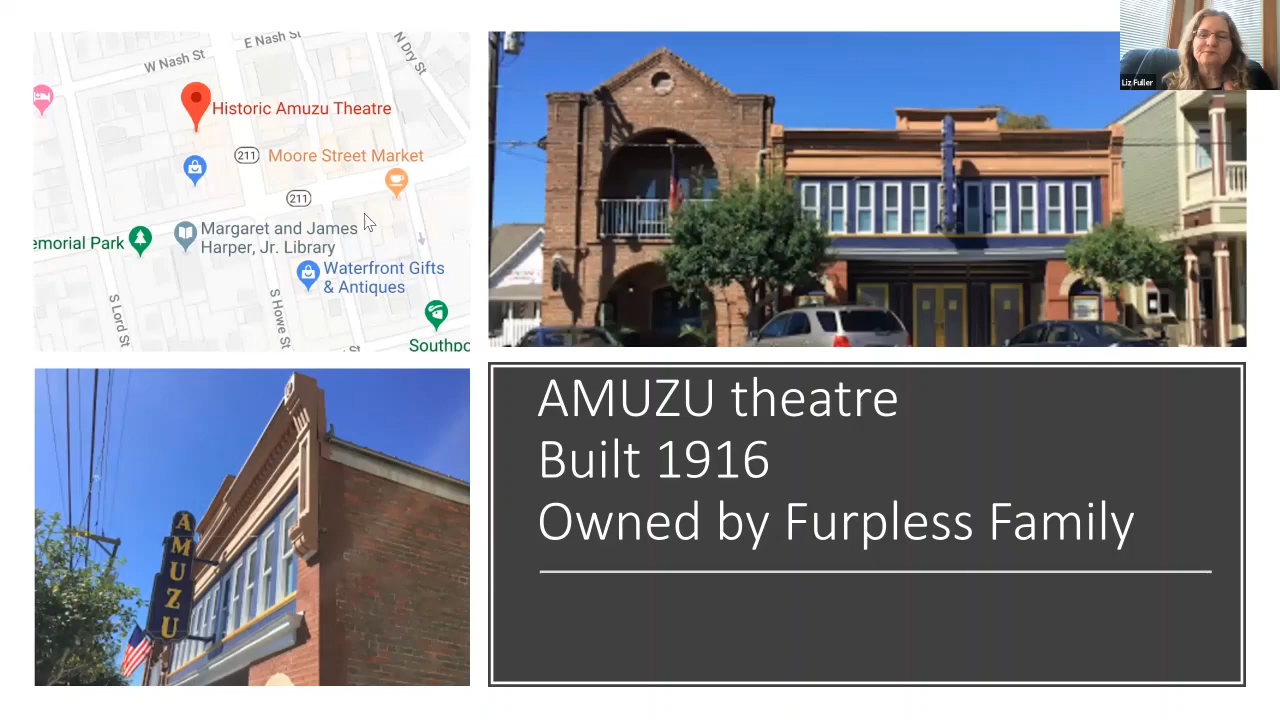 W Nash St
E Nash St
N Dry St
Historic Amuzu Theatre
211
Moore Street Market
211
Margaret and James
Harper, Jr. Library
emorial Park
Waterfront Gifts
& Antiques
S Lord St
S Howe St
St
Southpo
Liz Fuller
AMUZU
AMUZU theatre
Built 1916
Owned by Furpless Family